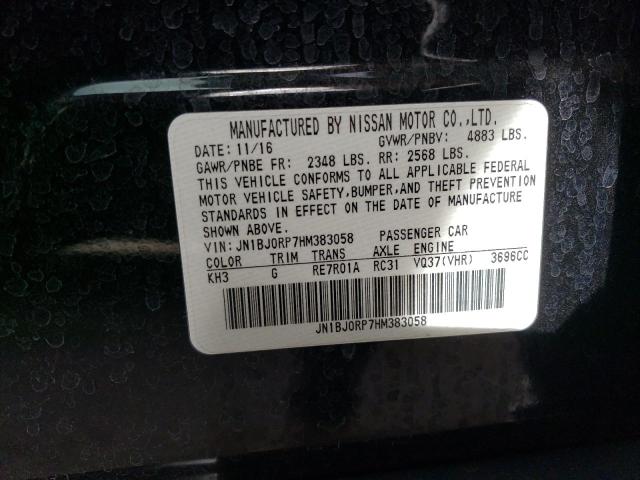 MANUFACTURED BY NISSAN MOTOR CO.,LTD.
DATE: 11/16 GVWR/PNBV: 4883 LBS.
GAWR/PNBE FR: 2348 LBS. RR: 2568 LBS.
THIS VEHICLE CONFORMS TO ALL APPLICABLE FEDERAL
MOTOR VEHICLE SAFETY,BUMPER,AND THEFT PREVENTION
STANDARDS IN EFFECT ON THE DATE OF MANUFACTURE
SHOWN ABOVE.
VIN: JN1BJ0RP7HM383058 PASSENGER CAR
COLOR TRIM TRANS AXLE ENGINE
KH3 G RE7R01A RC31 VQ37(VHR) 3696CC
JN1BJ0RP7HM383058